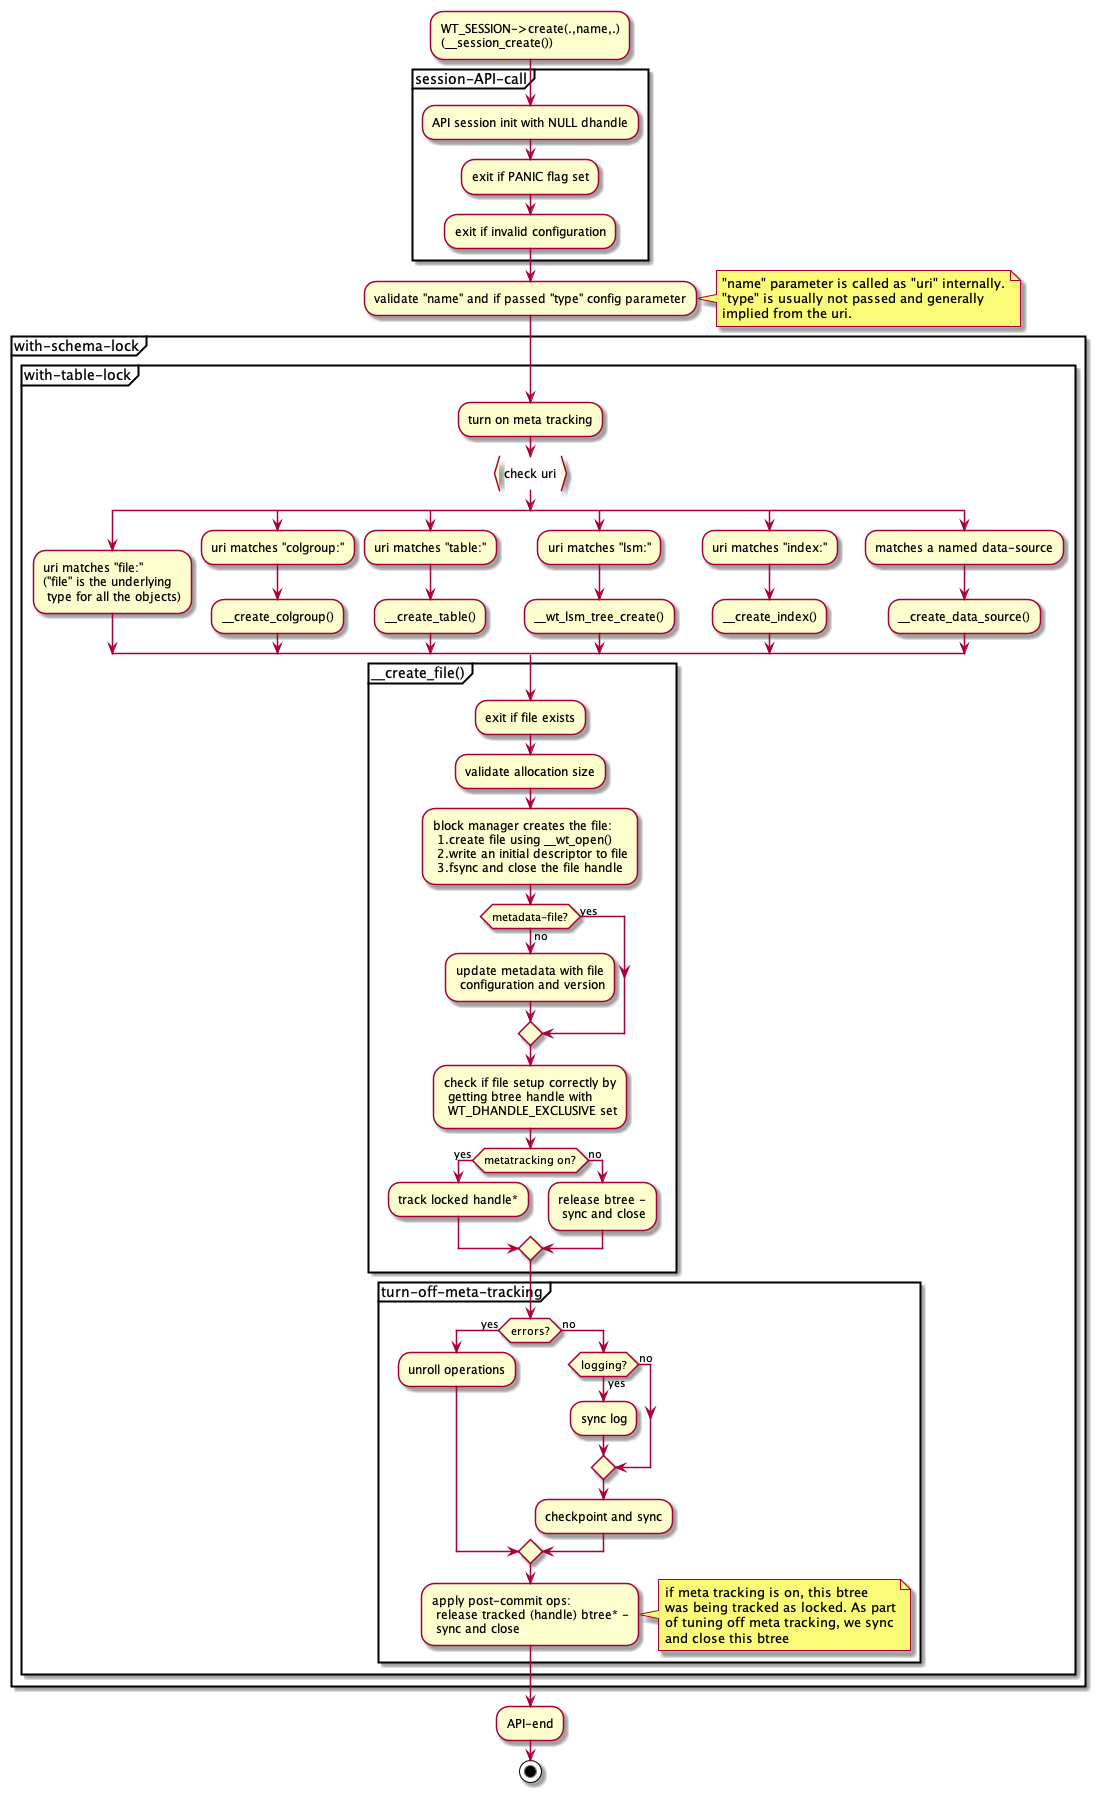 WT_SESSION->create(.,name,.)
(__session_create())
session-API-call
API session init with NULL dhandle
exit if PANIC flag set
exit if invalid configuration
validate "name" and if passed "type" config parameter
"name" parameter is called as "uri" internally.
"type" is usually not passed and generally
implied from the uri.
with-schema-lock
with-table-lock
turn on meta tracking
check uri
uri matches "file:"
("file" is the underlying
type for all the objects)
uri matches "colgroup:"
__create_colgroup()
uri matches "table:"
__create_table()
uri matches "lsm:"
__wt_lsm_tree_create()
uri matches "index:"
__create_index()
matches a named data-source
__create_data_source()
__create_file()
exit if file exists
validate allocation size
block manager creates the file:
1.create file using __wt_open()
2.write an initial descriptor to file
3.fsync and close the file handle
metadata-file?
yes
no
update metadata with file
configuration and version
check if file setup correctly by
getting btree handle with
WT_DHANDLE_EXCLUSIVE set
yes
metatracking on?
no
track locked handle*
release btree -
sync and close
turn-off-meta-tracking
yes
errors?
no
unroll operations
logging?
no
yes
sync log
checkpoint and sync
apply post-commit ops:
release tracked (handle) btree* -
sync and close
if meta tracking is on, this btree
was being tracked as locked. As part
of tuning off meta tracking, we sync
and close this btree
API-end